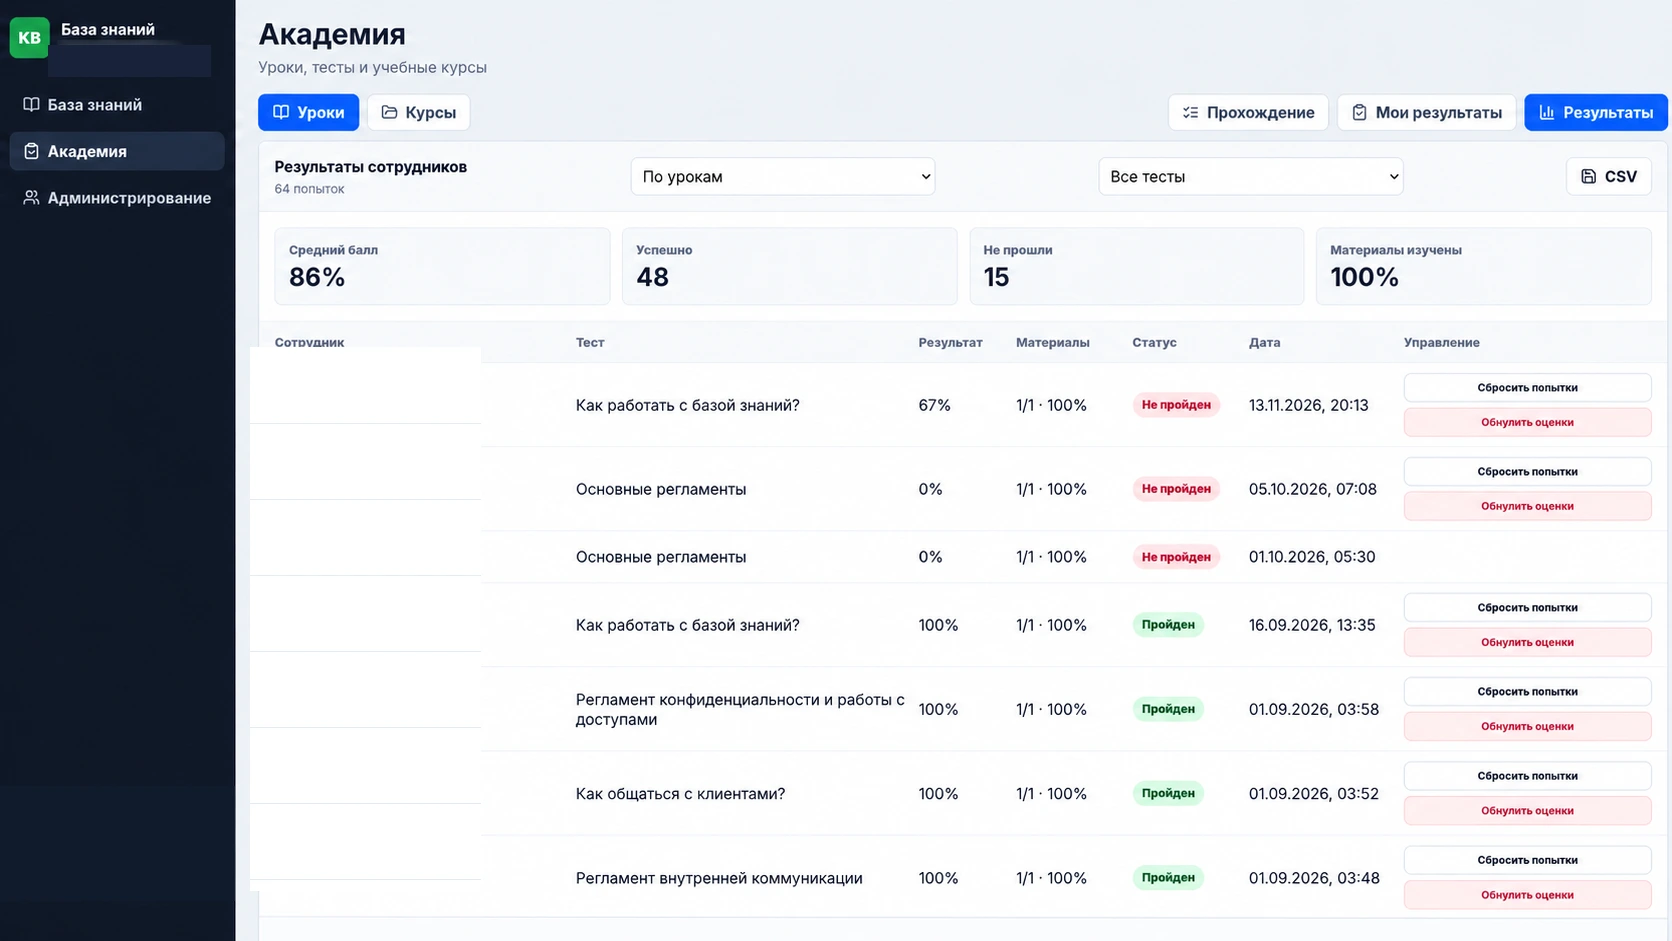 KB
База знаний
База знаний
Академия
Администрирование
Академия
Уроки, тесты и учебные курсы
Уроки
Курсы
Прохождение
Мои результаты
Результаты
Результаты сотрудников
64 попыток
По урокам
Все тесты
CSV
Средний балл
86%
Успешно
48
Не прошли
15
Материалы изучены
100%
Сотрудник Тест Результат Материалы Статус Дата Управление
Как работать с базой знаний? 67% 1/1 · 100% Не пройден 13.11.2026, 20:13
Сбросить попытки
Обнулить оценки
Основные регламенты 0% 1/1 · 100% Не пройден 05.10.2026, 07:08
Сбросить попытки
Обнулить оценки
Основные регламенты 0% 1/1 · 100% Не пройден 01.10.2026, 05:30
Как работать с базой знаний? 100% 1/1 · 100% Пройден 16.09.2026, 13:35
Сбросить попытки
Обнулить оценки
Регламент конфиденциальности и работы с
доступами
100% 1/1 · 100% Пройден 01.09.2026, 03:58
Сбросить попытки
Обнулить оценки
Как общаться с клиентами? 100% 1/1 · 100% Пройден 01.09.2026, 03:52
Сбросить попытки
Обнулить оценки
Регламент внутренней коммуникации 100% 1/1 · 100% Пройден 01.09.2026, 03:48
Сбросить попытки
Обнулить оценки